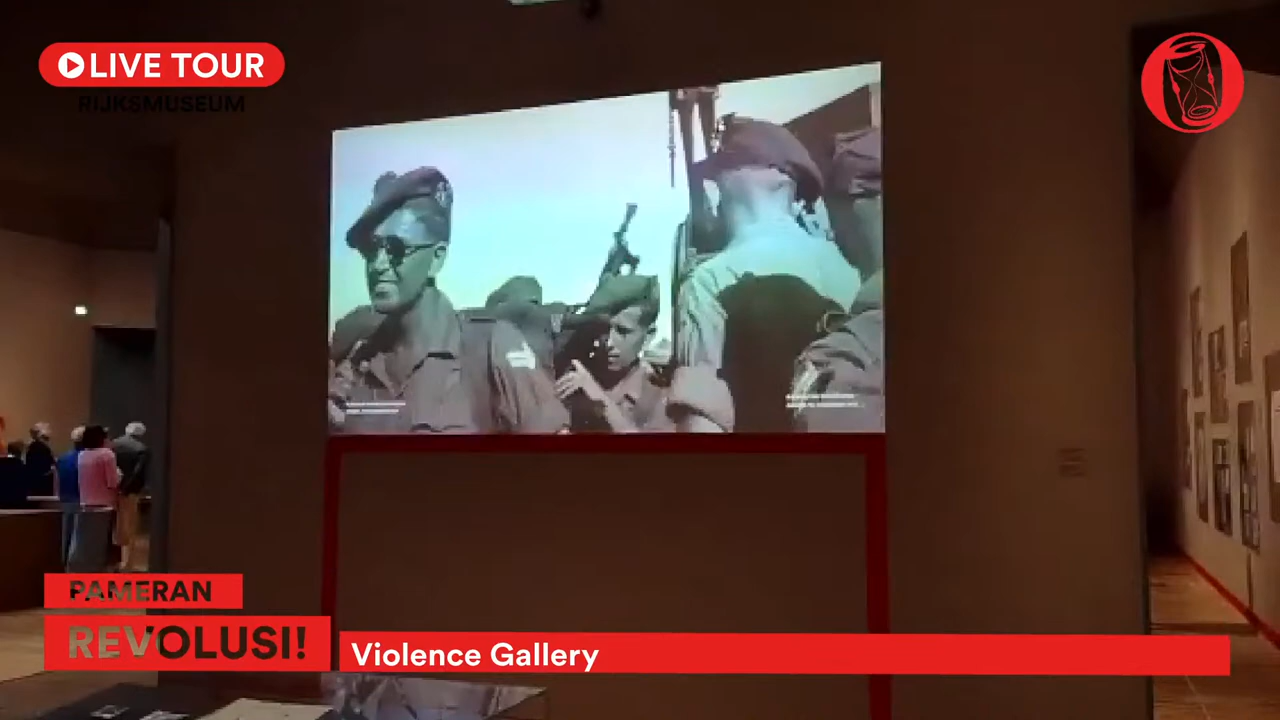 LIVE TOUR
RIJKSMUSEUM
PAMERAN
REVOLUSI!
Violence Gallery